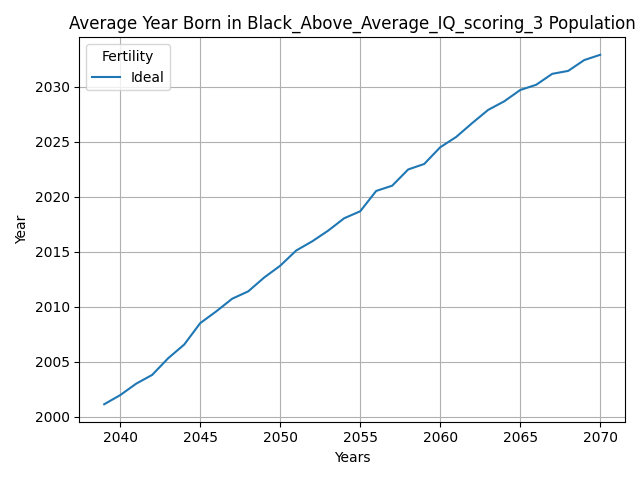 Average Year Born in Black_Above_Average_IQ_scoring_3 Population
Fertility
Ideal
2030
2025
2020
2015
2010
2005
2000
Year
2040 2045 2050 2055 2060 2065 2070
Years